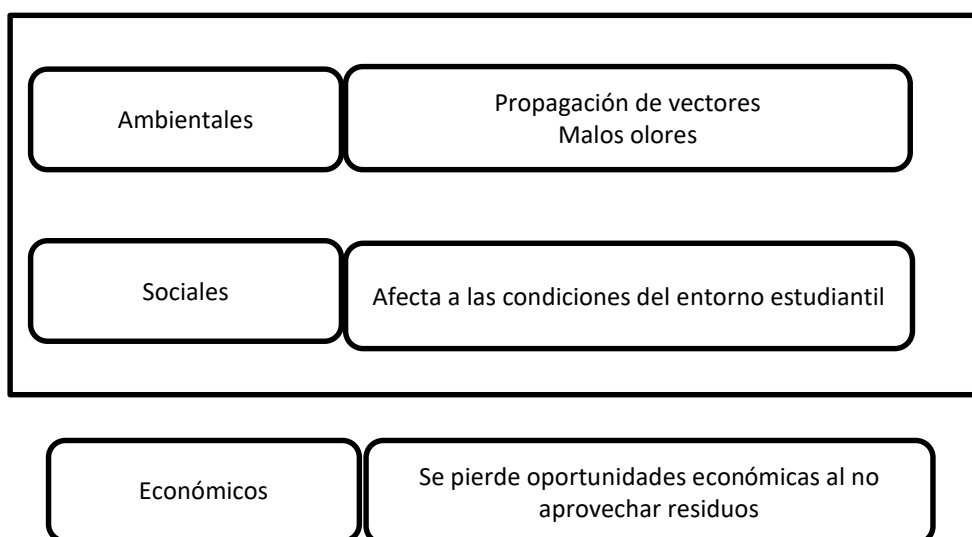 Ambientales
Propagación de vectores
Malos olores
Sociales
Afecta a las condiciones del entorno estudiantil
Económicos
Se pierde oportunidades económicas al no
aprovechar residuos